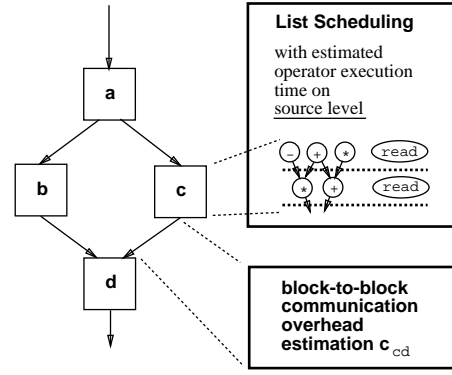 List Scheduling
with estimated
operator execution
time on
source level
a
- + * read
b
c
* + read
d
block-to-block
communication
overhead
estimation c cd